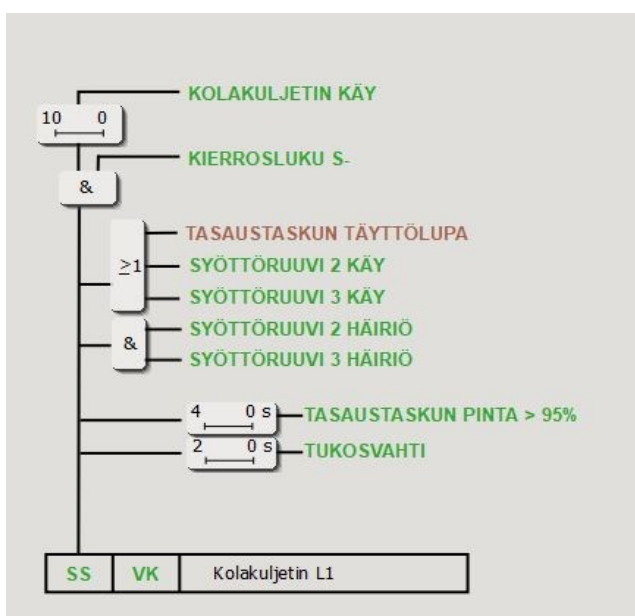 KOLAKULJETIN KÄY
10 0
KIERROSLUKU S-
&
TASAUSTASKUN TÄYTTÖLUPA
≥1
SYÖTTÖRUUVI 2 KÄY
SYÖTTÖRUUVI 3 KÄY
SYÖTTÖRUUVI 2 HÄIRIÖ
&
SYÖTTÖRUUVI 3 HÄIRIÖ
4 0 s TASAUSTASKUN PINTA > 95%
2 0 s TUKOSVAHTI
SS VK Kolakuljetin L1